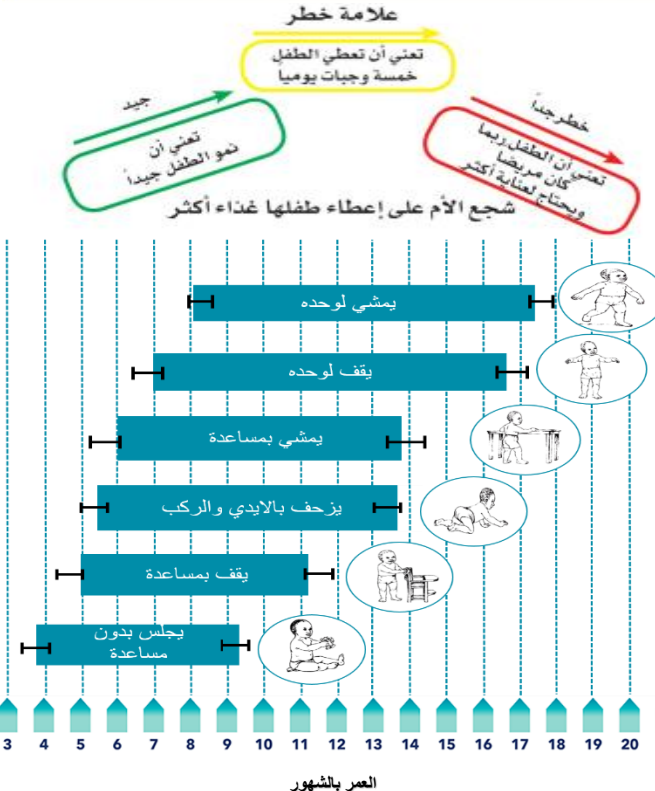 علامة خطر
تعني أن تعطي الطفل
خمسة وجبات يومياً
جيد
تعني أن
نمو الطفل جيداً
خطر جداً
تعني أن الطفل ربما
كان مريضا
ويحتاج لعناية أكثر
شجع الأم على إعطاء طفلها غذاء أكثر
يمشي لوحده
يقف لوحده
يمشي بمساعدة
يزحف بالايدي والركب
يقف بمساعدة
يجلس بدون
مساعدة
3 4 5 6 7 8 9 10 11 12 13 14 15 16 17 18 19 20
العمر بالشهور